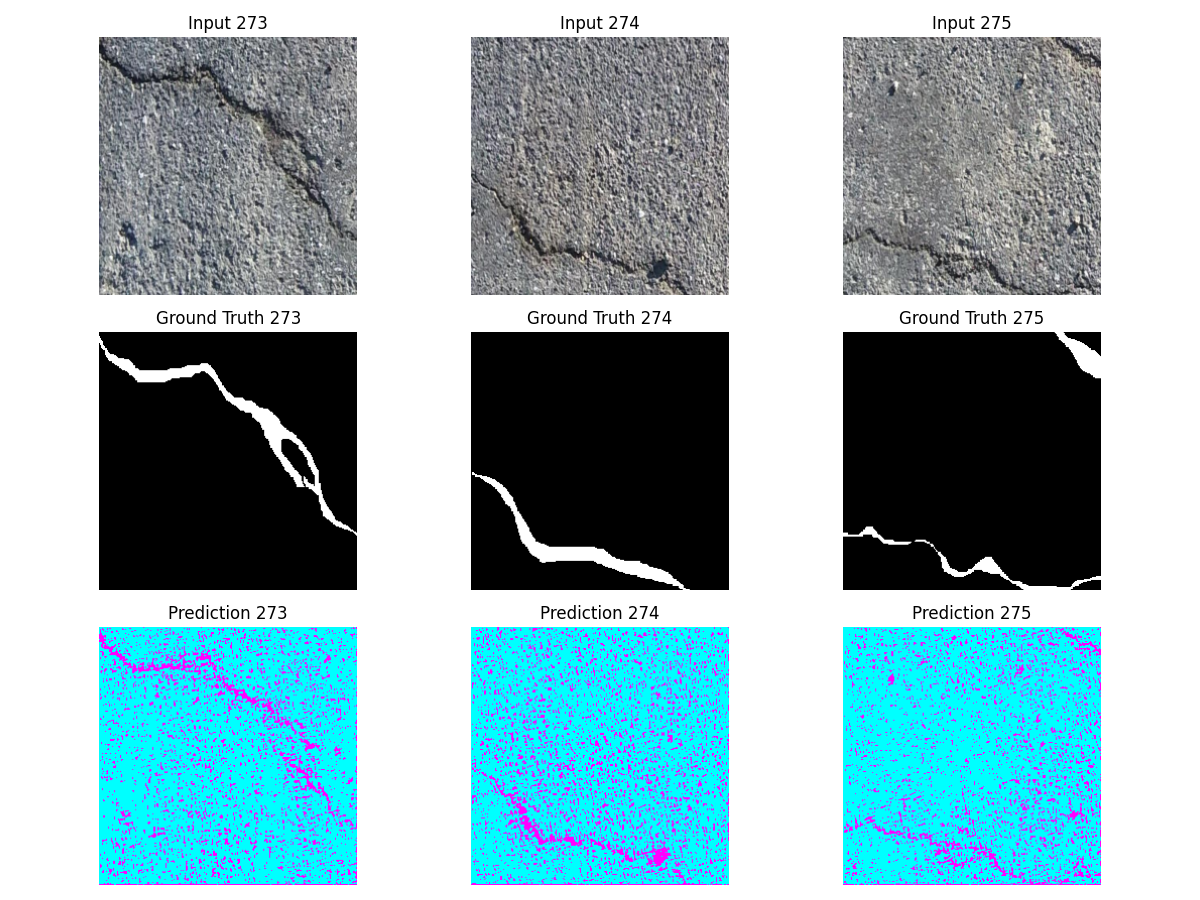 Input 273
Input 274
Input 275
Ground Truth 273
Ground Truth 274
Ground Truth 275
Prediction 273
Prediction 274
Prediction 275